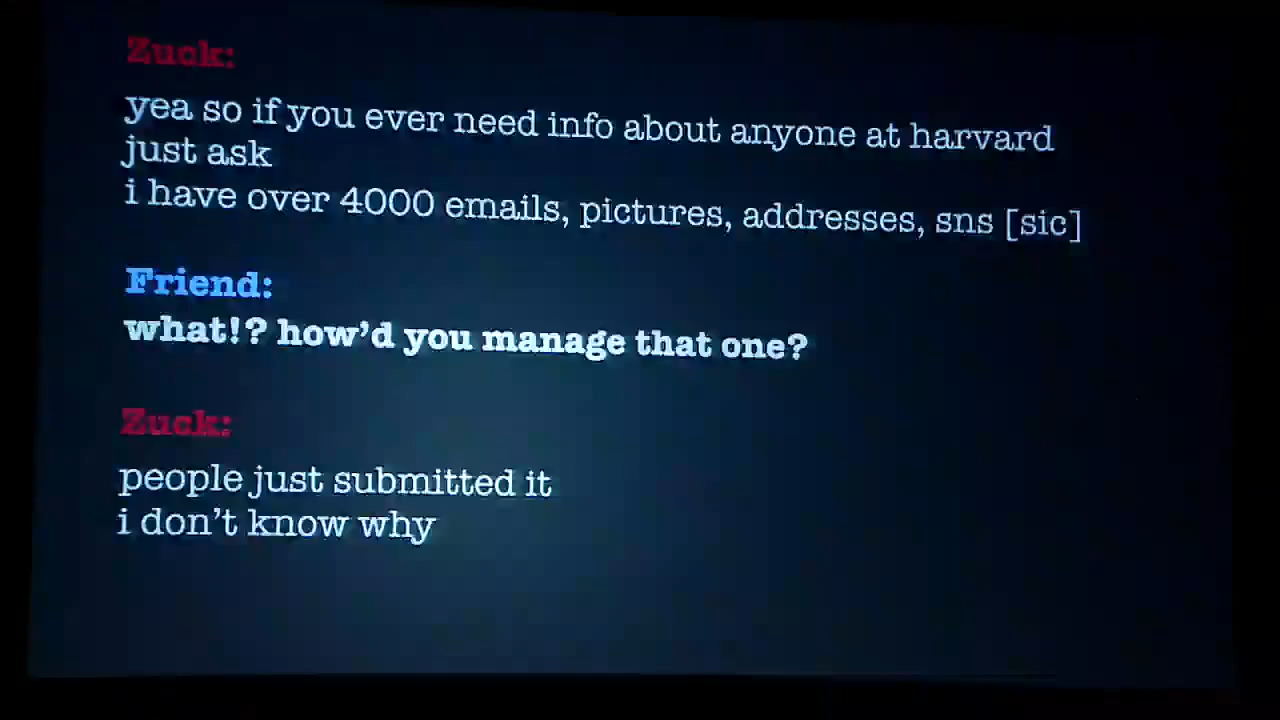 Zuck:
yea so if you ever need info about anyone at harvard
just ask
i have over 4000 emails, pictures, addresses, sns [sic]
Friend:
what!? how’d you manage that one?
Zuck:
people just submitted it
i don’t know why